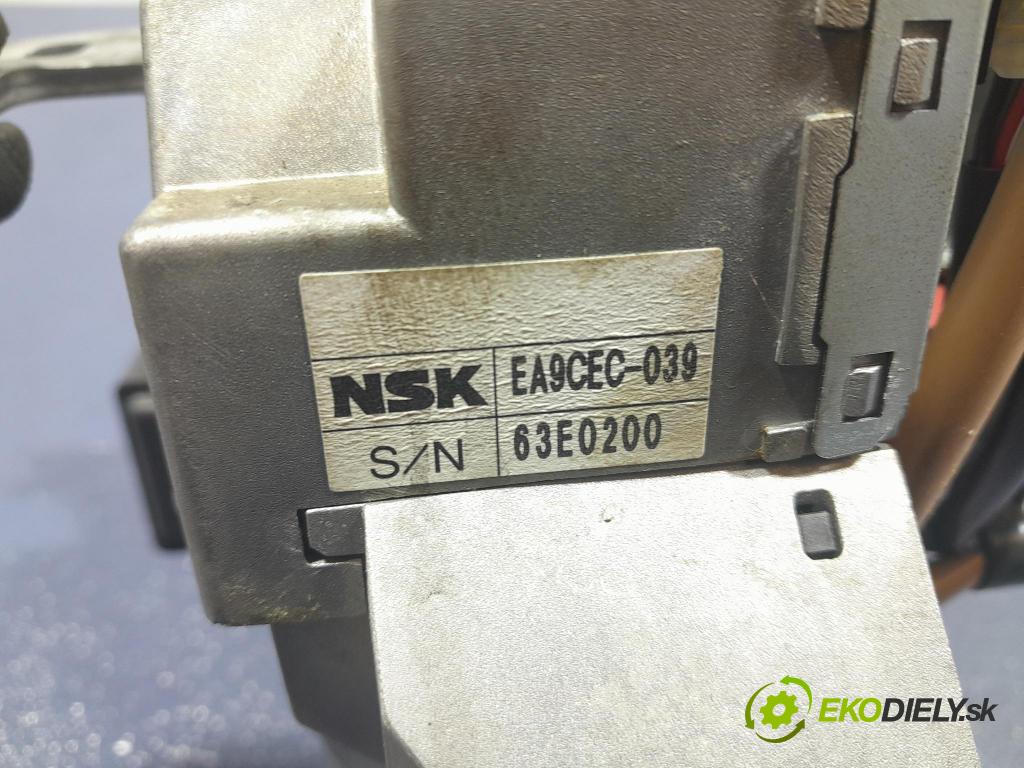 NSK EA9CEC-039
S/N 63E0200
EKODIELY.sk